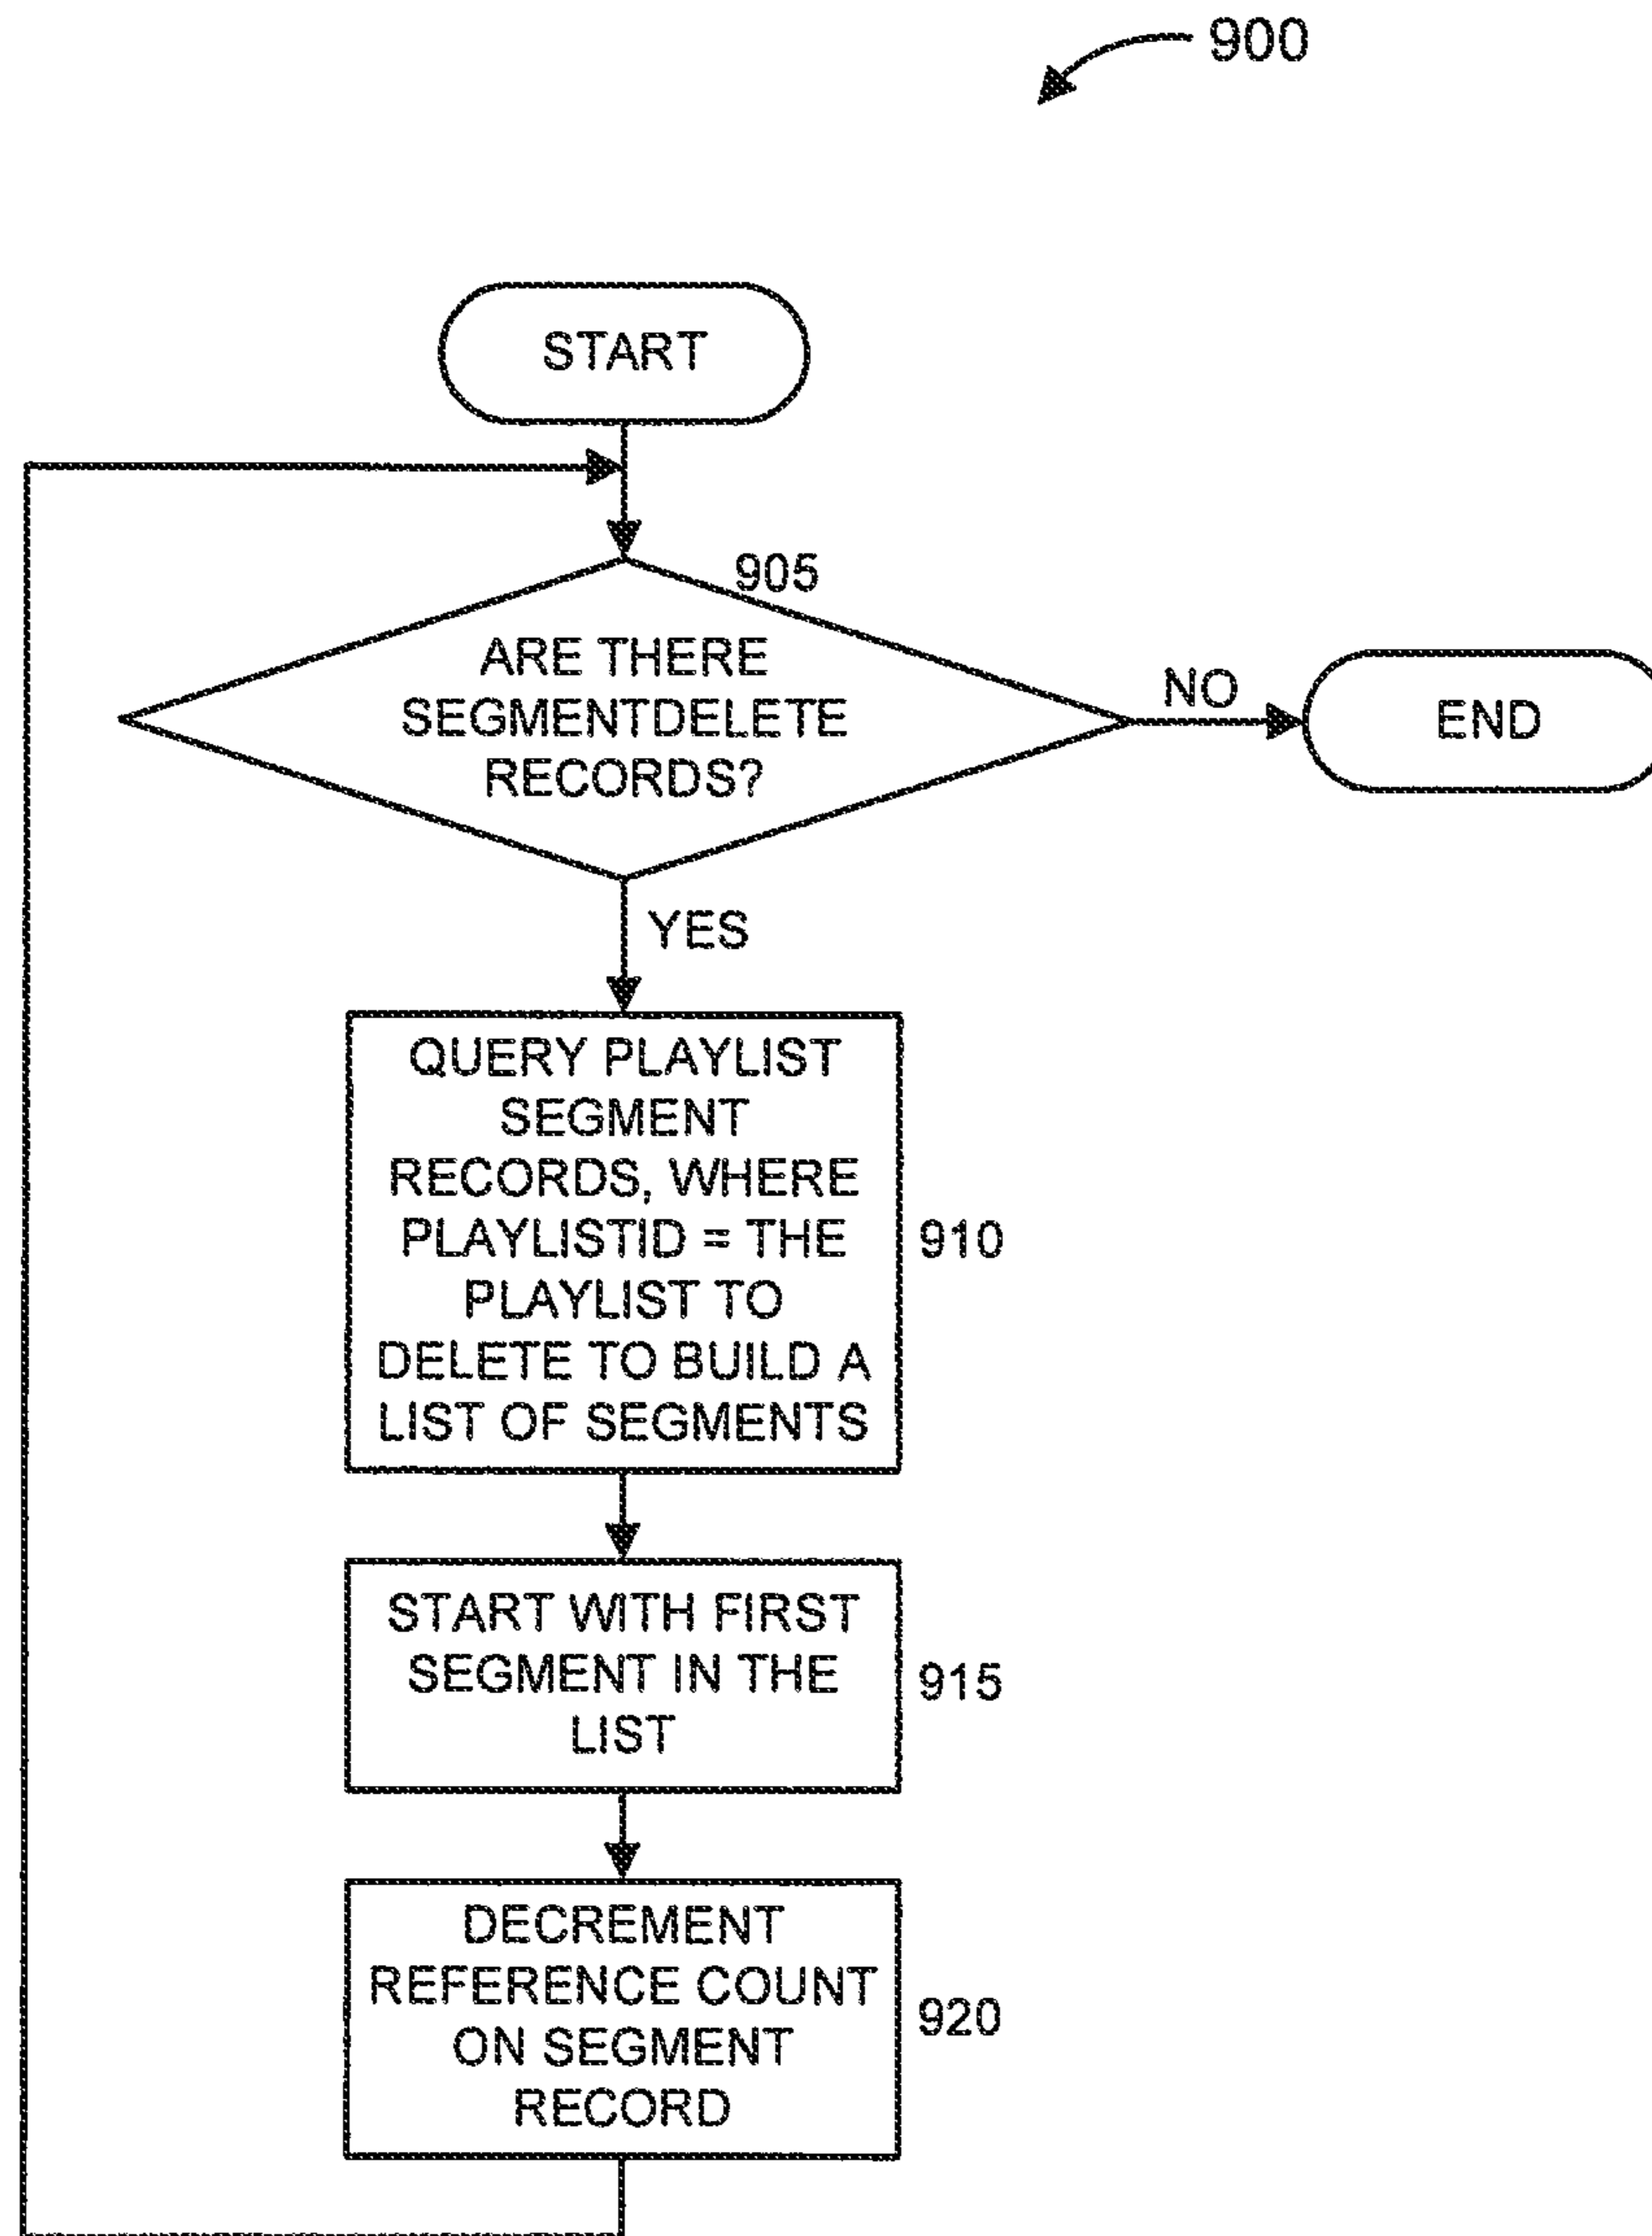 900
START
905
ARE THERE
SEGMENTDELETE
RECORDS?
NO
END
YES
QUERY PLAYLIST
SEGMENT
RECORDS, WHERE
PLAYLISTID = THE
PLAYLIST TO
DELETE TO BUILD A
LIST OF SEGMENTS
910
START WITH FIRST
SEGMENT IN THE
LIST
915
DECREMENT
REFERENCE COUNT
ON SEGMENT
RECORD
920